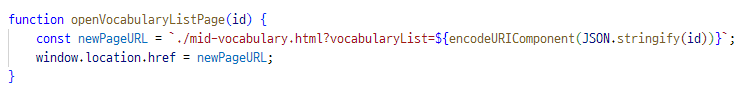 function openVocabularyListPage(id) {
    const newPageURL = `./mid-vocabulary.html?vocabularyList=${encodeURIComponent(JSON.stringify(id))}`;
    window.location.href = newPageURL;
}